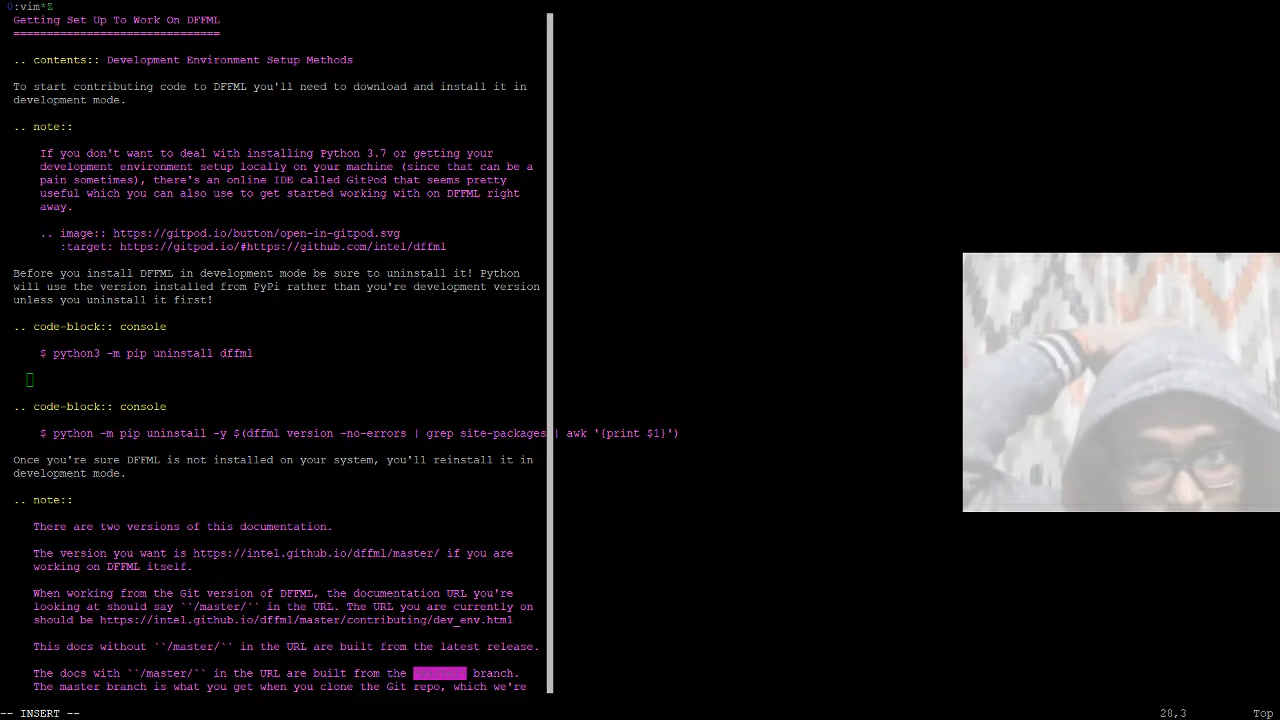 0:vim*Z
Getting Set Up To Work On DFFML
===============================
.. contents:: Development Environment Setup Methods
To start contributing code to DFFML you'll need to download and install it in
development mode.
.. note::
If you don't want to deal with installing Python 3.7 or getting your
development environment setup locally on your machine (since that can be a
pain sometimes), there's an online IDE called GitPod that seems pretty
useful which you can also use to get started working with on DFFML right
away.
.. image:: https://gitpod.io/button/open-in-gitpod.svg
:target: https://gitpod.io/#https://github.com/intel/dffml
Before you install DFFML in development mode be sure to uninstall it! Python
will use the version installed from PyPi rather than you're development version
unless you uninstall it first!
.. code-block:: console
$ python3 -m pip uninstall dffml
.. code-block:: console
$ python -m pip uninstall -y $(dffml version -no-errors | grep site-packages | awk '{print $1}')
Once you're sure DFFML is not installed on your system, you'll reinstall it in
development mode.
.. note::
There are two versions of this documentation.
The version you want is https://intel.github.io/dffml/master/ if you are
working on DFFML itself.
When working from the Git version of DFFML, the documentation URL you're
looking at should say ``/master/`` in the URL. The URL you are currently on
should be https://intel.github.io/dffml/master/contributing/dev_env.html
This docs without ``/master/`` in the URL are built from the latest release.
The docs with ``/master/`` in the URL are built from the branch.
The master branch is what you get when you clone the Git repo, which we're
-- INSERT -- 28,3 Top